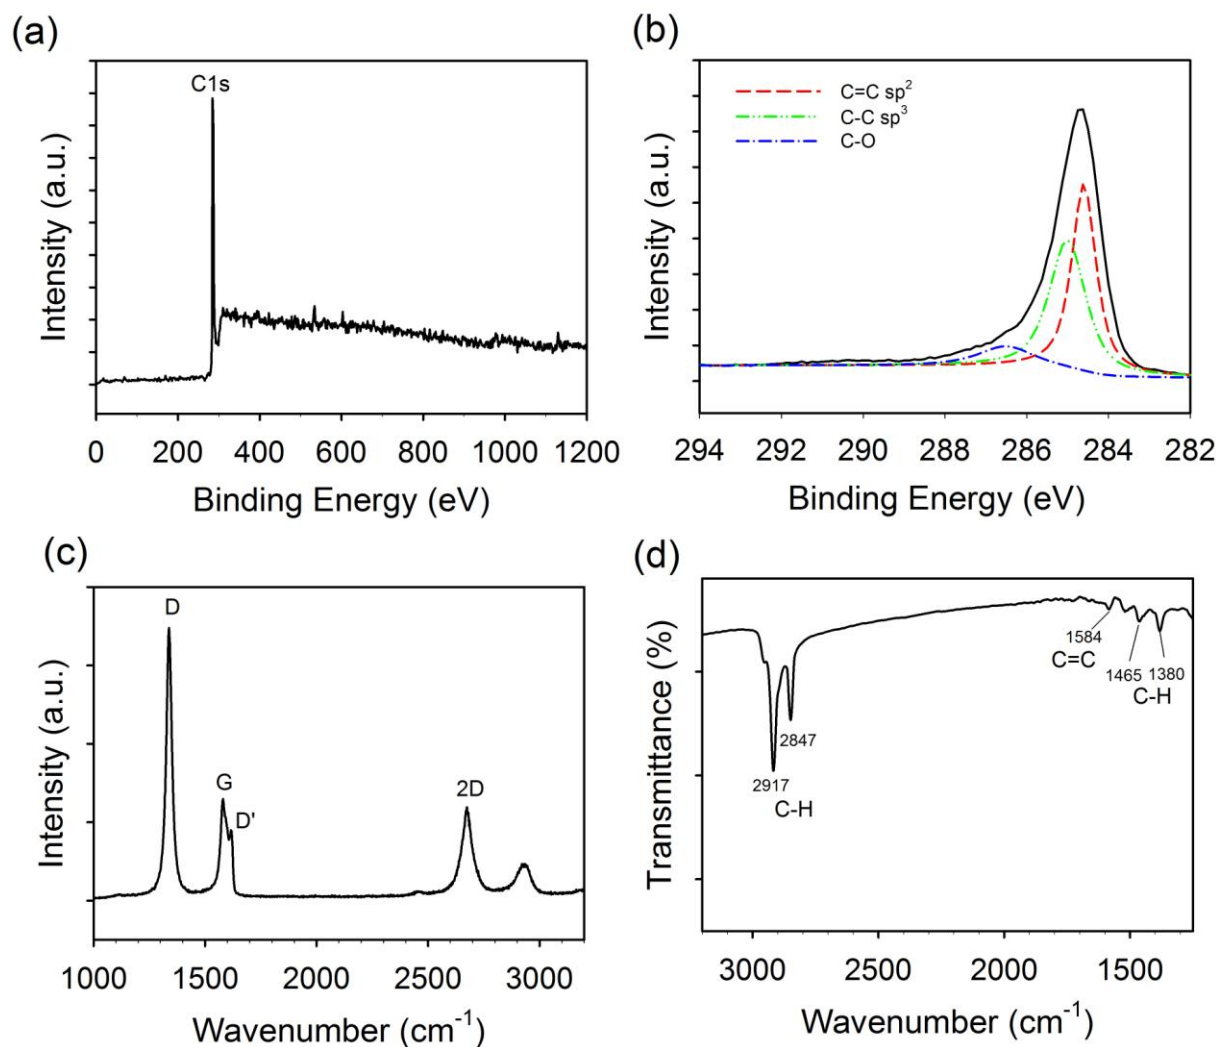 (a)
C1s
Intensity (a.u.)
0 200 400 600 800 1000 1200
Binding Energy (eV)
(b)
C=C sp²
C-C sp³
C-O
Intensity (a.u.)
294 292 290 288 286 284 282
Binding Energy (eV)
(c)
D
G
D'
2D
Intensity (a.u.)
1000 1500 2000 2500 3000
Wavenumber (cm⁻¹)
(d)
Transmittance (%)
2917
2847
C-H
1584
C=C
1465 1380
C-H
3000 2500 2000 1500
Wavenumber (cm⁻¹)